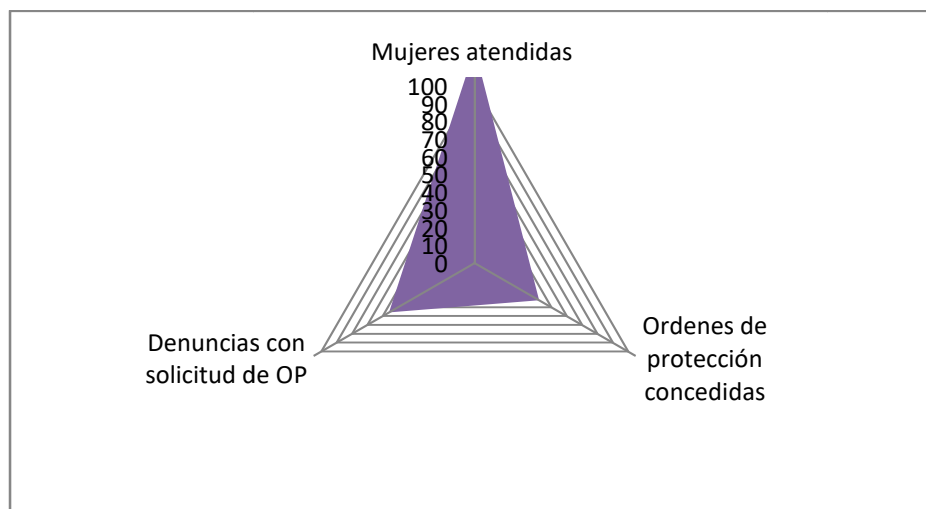 Mujeres atendidas
100
90
80
70
60
50
40
30
20
10
0
Denuncias con
solicitud de OP
Ordenes de
protección
concedidas